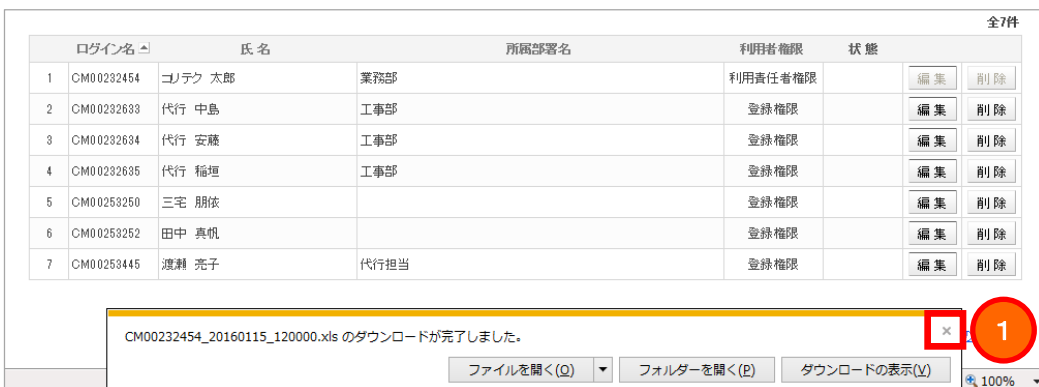 全7件
ログイン名 氏 名 所属部署名 利用者権限 状 態
1 CM00232454 コリテク 太郎 業務部 利用責任者権限 編 集 削 除
2 CM00232633 代行 中島 工事部 登録権限 編 集 削 除
3 CM00232634 代行 安藤 工事部 登録権限 編 集 削 除
4 CM00232635 代行 稲垣 工事部 登録権限 編 集 削 除
5 CM00253250 三宅 朋依 登録権限 編 集 削 除
6 CM00253252 田中 真帆 登録権限 編 集 削 除
7 CM00253445 渡瀬 亮子 代行担当 登録権限 編 集 削 除
CM00232454_20160115_120000.xls のダウンロードが完了しました。 × 1
ファイルを開く(O) フォルダーを開く(P) ダウンロードの表示(V)
100%